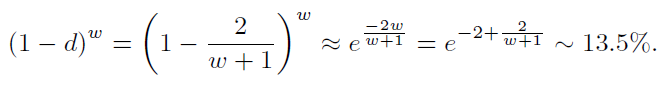 (1 − d)^w = (1 − 2/(w + 1))^w ≈ e^{−2w/(w+1)} = e^{−2+2/(w+1)} ∼ 13.5%.